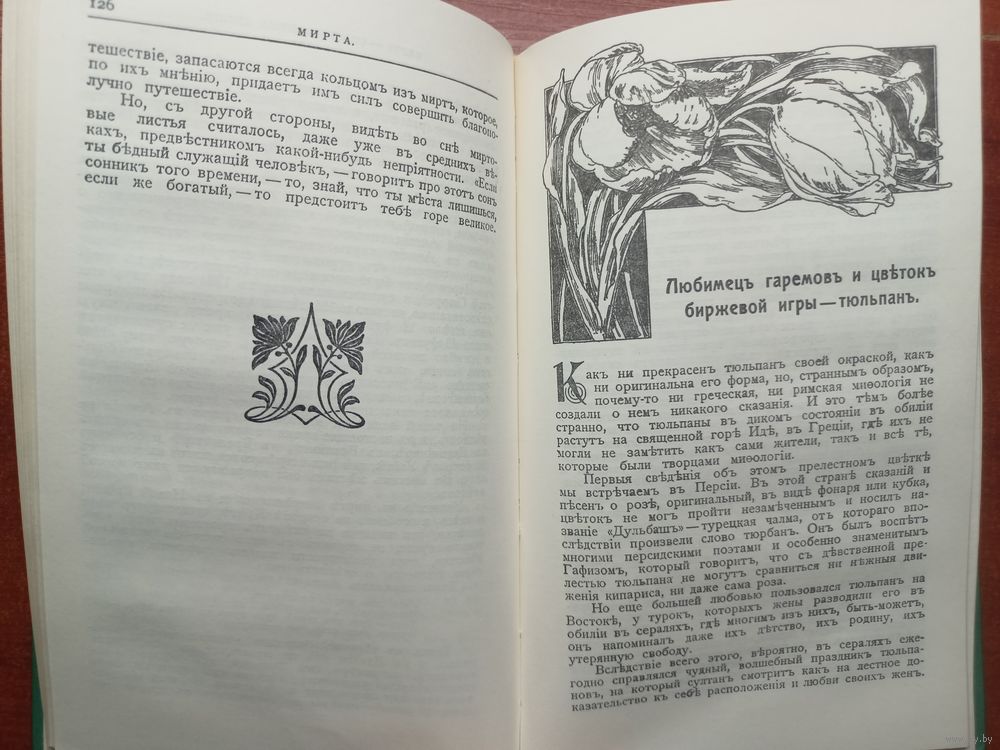 126
МИРТА.
тешествіе, запасаются всегда кольцомъ изъ миртъ, которое,
по ихъ мнѣнію, придаетъ имъ силъ совершить благопо-
лучно путешествіе.
Но, съ другой стороны, видѣть во снѣ мирто-
вые листья считалось, даже уже въ среднихъ вѣ-
кахъ, предвѣстникомъ какой-нибудь непріятности. «Если
ты бѣдный служащій человѣкъ, — говоритъ про этотъ сонъ
сонникъ того времени, — то, знай, что ты мѣста лишишься,
если же богатый, — то предстоитъ тебѣ горе великое.
Любимецъ гаремовъ и цвѣтокъ
биржевой игры — тюльпанъ.
Какъ ни прекрасенъ тюльпанъ своей окраской, какъ
ни оригинальна его форма, но, страннымъ образомъ,
почему-то ни греческая, ни римская миѳологія не
создали о немъ никакого сказанія. И это тѣмъ болѣе
странно, что тюльпаны въ дикомъ состояніи въ обиліи
растутъ на священной горѣ Идѣ, въ Греціи, гдѣ ихъ не
могли не замѣтить какъ сами жители, такъ и всѣ тѣ,
которые были творцами миѳологіи.
Первыя свѣдѣнія объ этомъ прелестномъ цвѣткѣ
мы встрѣчаемъ въ Персіи. Въ этой странѣ сказаній и
пѣсенъ о розѣ, оригинальный, въ видѣ фонаря или кубка,
цвѣтокъ не могъ пройти незамѣченнымъ и носилъ на-
званіе «Дульбашъ» — турецкая чалма, отъ котораго впо-
слѣдствіи произвели слово тюрбанъ. Онъ былъ воспѣтъ
многими персидскими поэтами и особенно знаменитымъ
Гафизомъ, который говоритъ, что съ дѣвственной пре-
лестью тюльпана не могутъ сравниться ни нѣжныя дви-
женія кипариса, ни даже сама роза.
Но еще большей любовью пользовался тюльпанъ на
Востокѣ, у турокъ, которыхъ жены разводили его въ
обиліи въ сераляхъ, гдѣ многимъ изъ нихъ, быть-можетъ,
онъ напоминалъ даже ихъ дѣтство, ихъ родину, ихъ
утерянную свободу.
Вслѣдствіе всего этого, вѣроятно, въ сераляхъ еже-
годно справлялся чудный, волшебный праздникъ тюльпа-
новъ, на который султанъ смотритъ какъ на лестное до-
казательство къ себѣ расположенія и любви своихъ женъ.